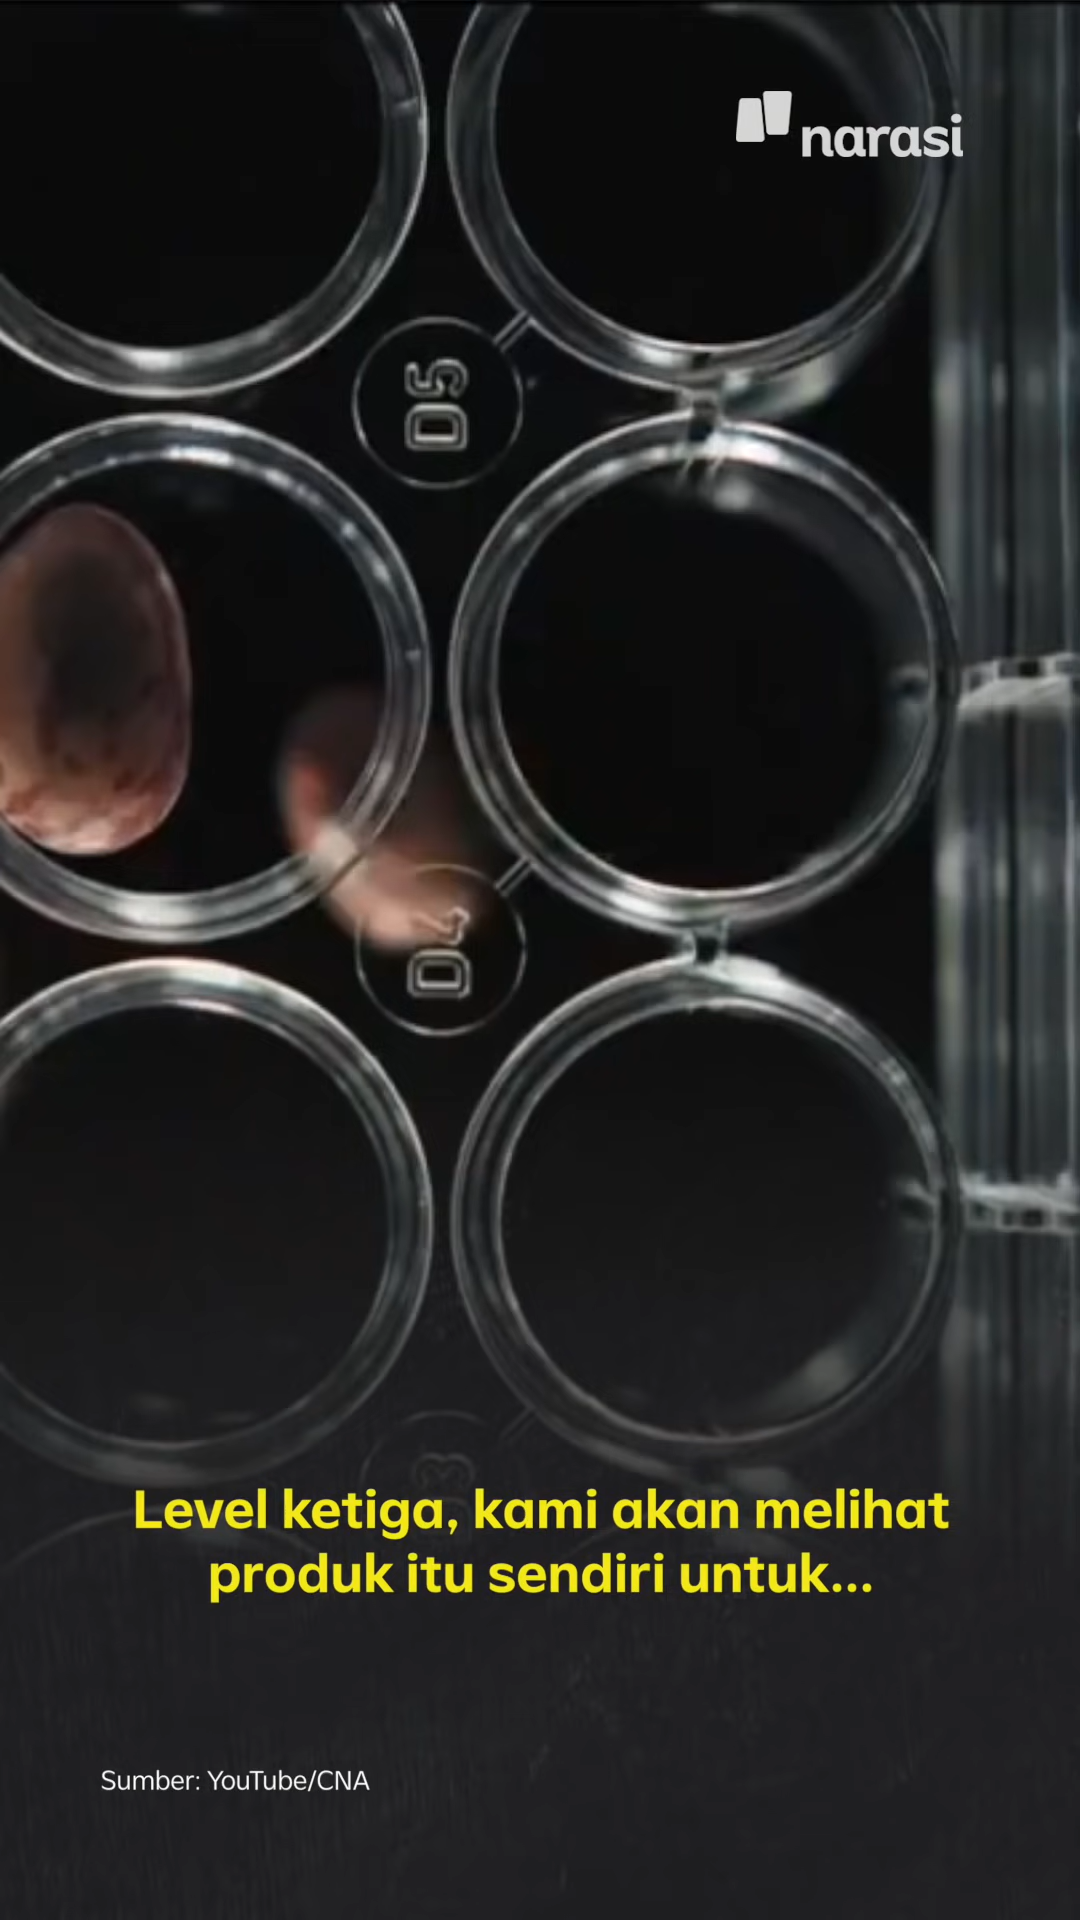 narasi
D5
D4
Level ketiga, kami akan melihat
produk itu sendiri untuk...
Sumber: YouTube/CNA